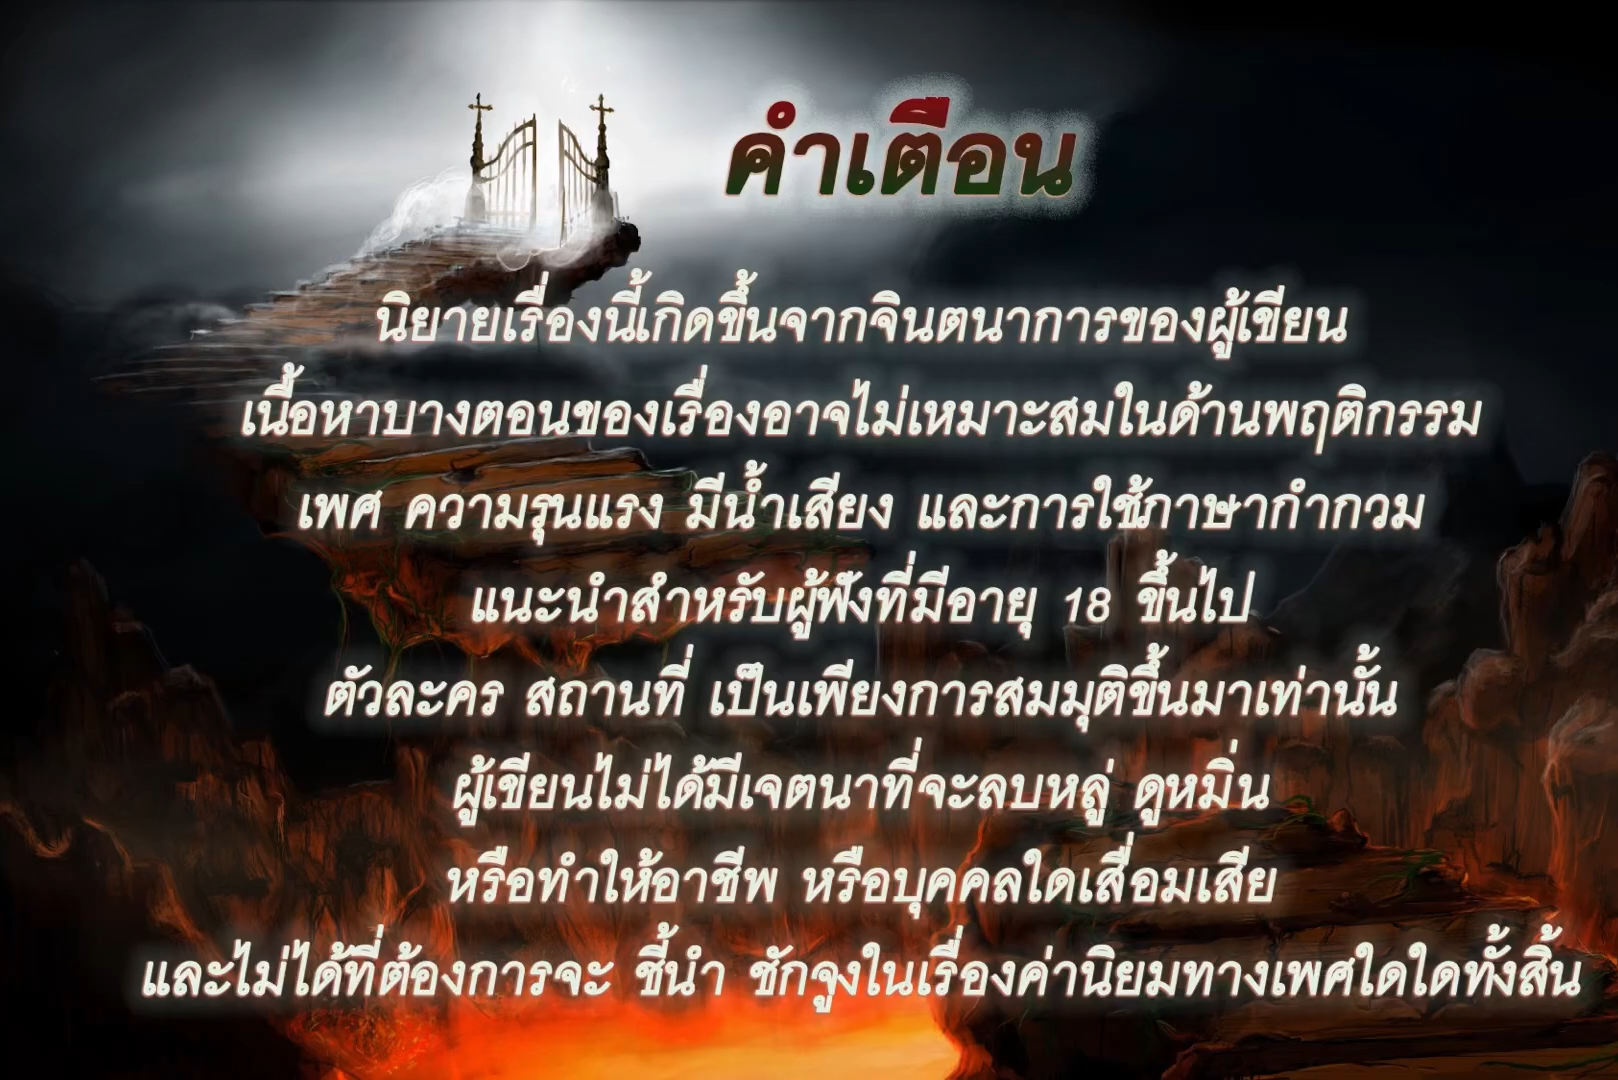 คำเตือน
นิยายเรื่องนี้เกิดขึ้นจากจินตนาการของผู้เขียน
เนื้อหาบางตอนของเรื่องอาจไม่เหมาะสมในด้านพฤติกรรม
เพศ ความรุนแรง มีน้ำเสียง และการใช้ภาษากำกวม
แนะนำสำหรับผู้ฟังที่มีอายุ 18 ขึ้นไป
ตัวละคร สถานที่ เป็นเพียงการสมมุติขึ้นมาเท่านั้น
ผู้เขียนไม่ได้มีเจตนาที่จะลบหลู่ ดูหมิ่น
หรือทำให้อาชีพ หรือบุคคลใดเสื่อมเสีย
และไม่ได้ที่ต้องการจะ ชี้นำ ชักจูงในเรื่องค่านิยมทางเพศใดใดทั้งสิ้น